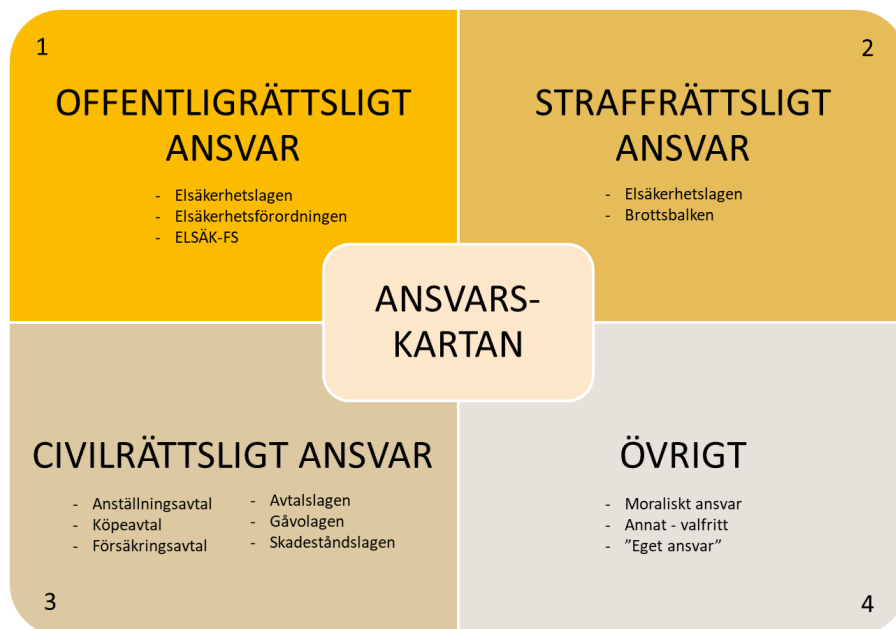 1
OFFENTLIGRÄTTSLIGT
ANSVAR
- Elsäkerhetslagen
- Elsäkerhetsförordningen
- ELSÄK-FS
2
STRAFFRÄTTSLIGT
ANSVAR
- Elsäkerhetslagen
- Brottsbalken
ANSVARS-
KARTAN
CIVILRÄTTSLIGT ANSVAR
- Anställningsavtal
- Köpeavtal
- Försäkringsavtal
- Avtalslagen
- Gåvolagen
- Skadeståndslagen
3
ÖVRIGT
- Moraliskt ansvar
- Annat - valfritt
- ”Eget ansvar”
4